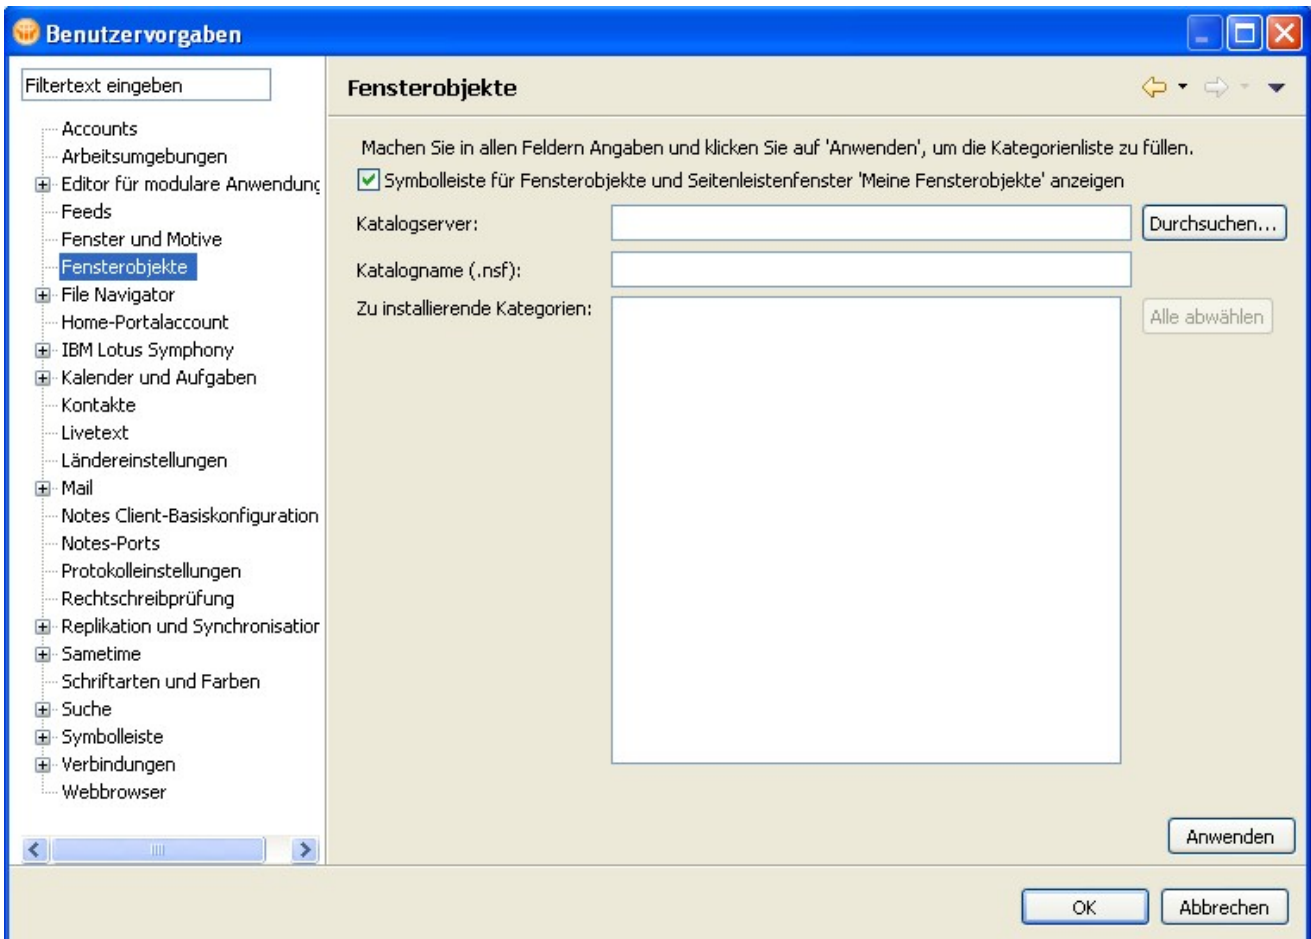 Benutzervorgaben
Filtertext eingeben
Accounts
Arbeitsumgebungen
Editor für modulare Anwendung
Feeds
Fenster und Motive
Fensterobjekte
File Navigator
Home-Portalaccount
IBM Lotus Symphony
Kalender und Aufgaben
Kontakte
Livetext
Ländereinstellungen
Mail
Notes Client-Basiskonfiguration
Notes-Ports
Protokolleinstellungen
Rechtschreibprüfung
Replikation und Synchronisation
Sametime
Schriftarten und Farben
Suche
Symbolleiste
Verbindungen
Webbrowser
Fensterobjekte
Machen Sie in allen Feldern Angaben und klicken Sie auf 'Anwenden', um die Kategorienliste zu füllen.
Symbolleiste für Fensterobjekte und Seitenleistenfenster 'Meine Fensterobjekte' anzeigen
Katalogserver:
Durchsuchen...
Katalogname (.nsf):
Zu installierende Kategorien:
Alle abwählen
Anwenden
OK
Abbrechen